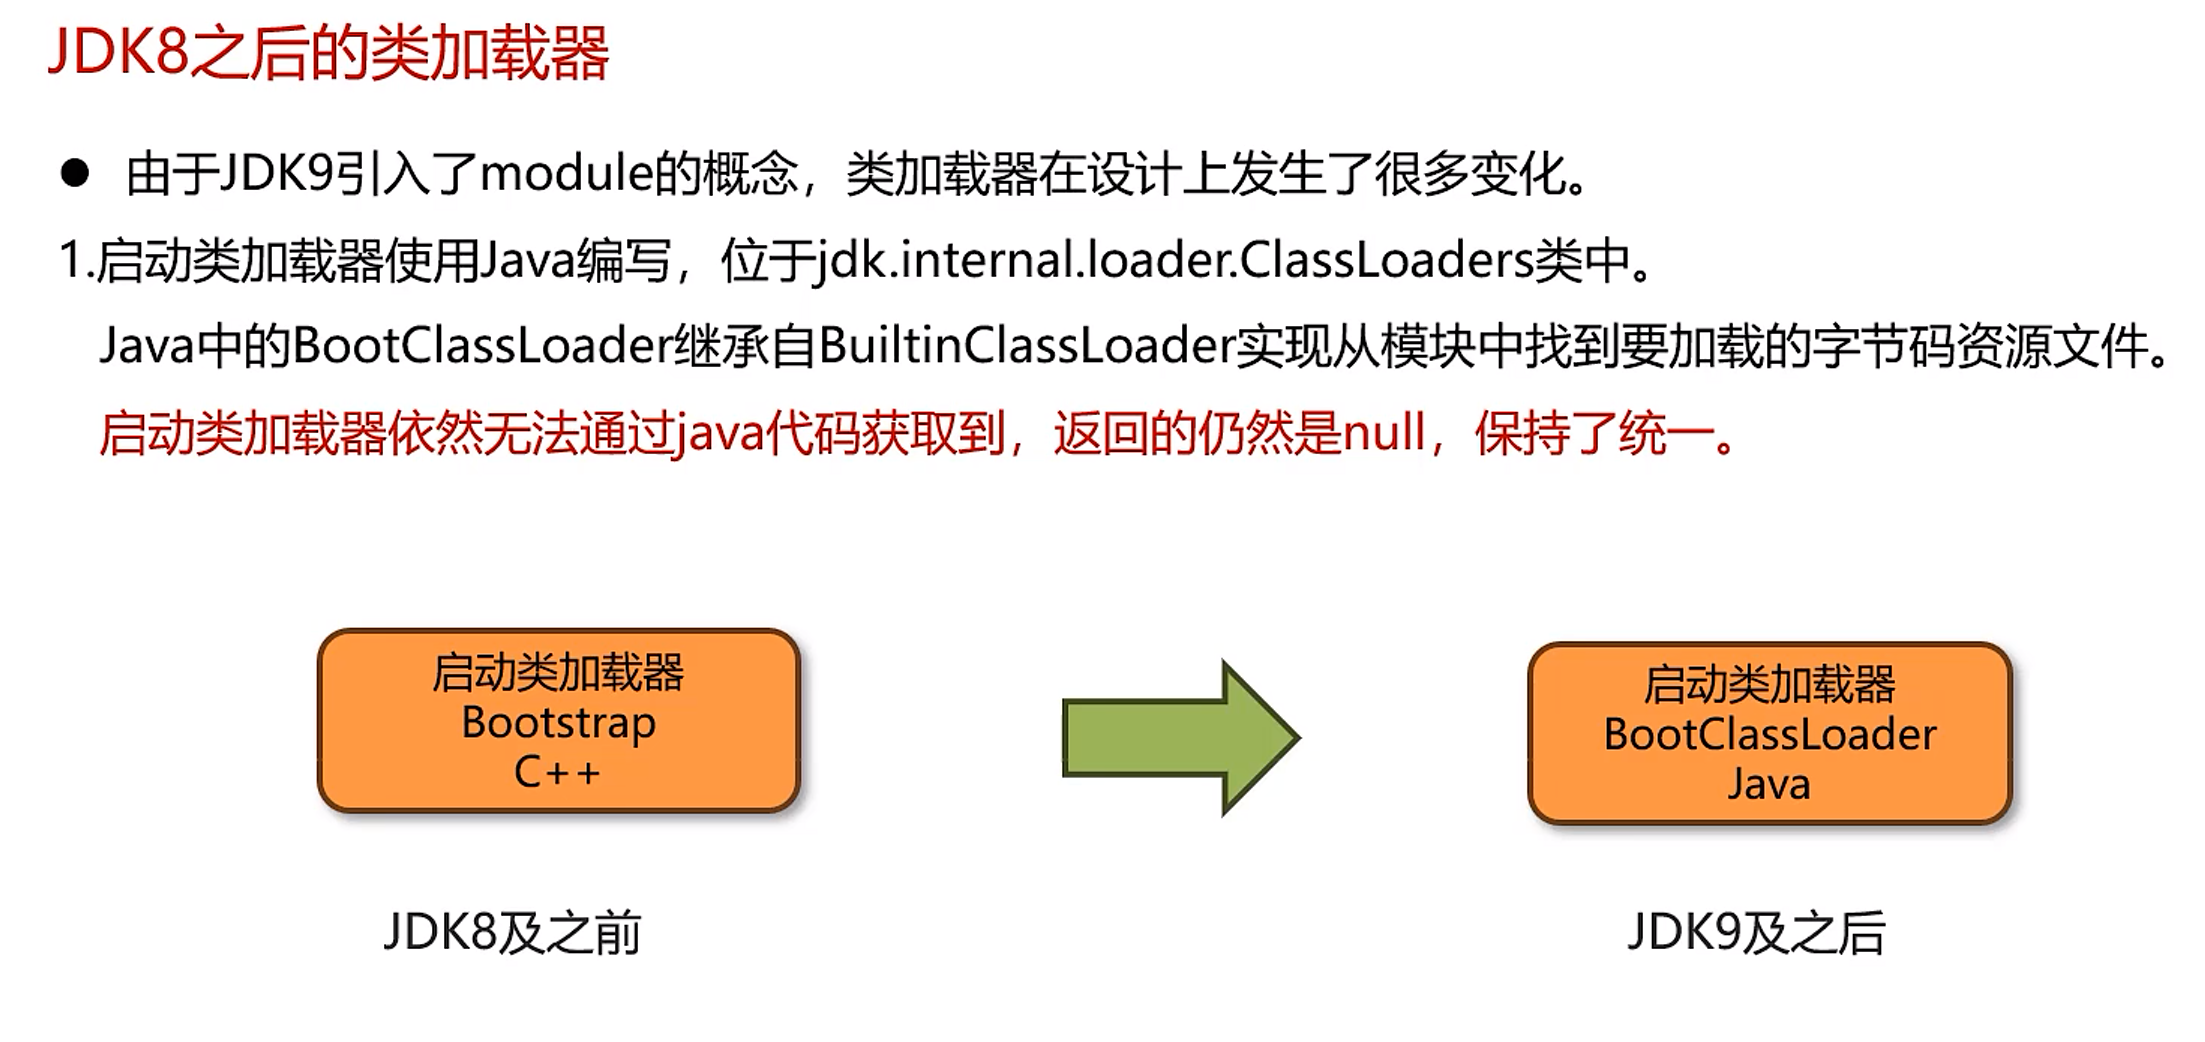 JDK8之后的类加载器
● 由于JDK9引入了module的概念，类加载器在设计上发生了很多变化。
1.启动类加载器使用Java编写，位于jdk.internal.loader.ClassLoaders类中。
Java中的BootClassLoader继承自BuiltinClassLoader实现从模块中找到要加载的字节码资源文件。
启动类加载器依然无法通过java代码获取到，返回的仍然是null，保持了统一。
启动类加载器
Bootstrap
C++
启动类加载器
BootClassLoader
Java
JDK8及之前
JDK9及之后